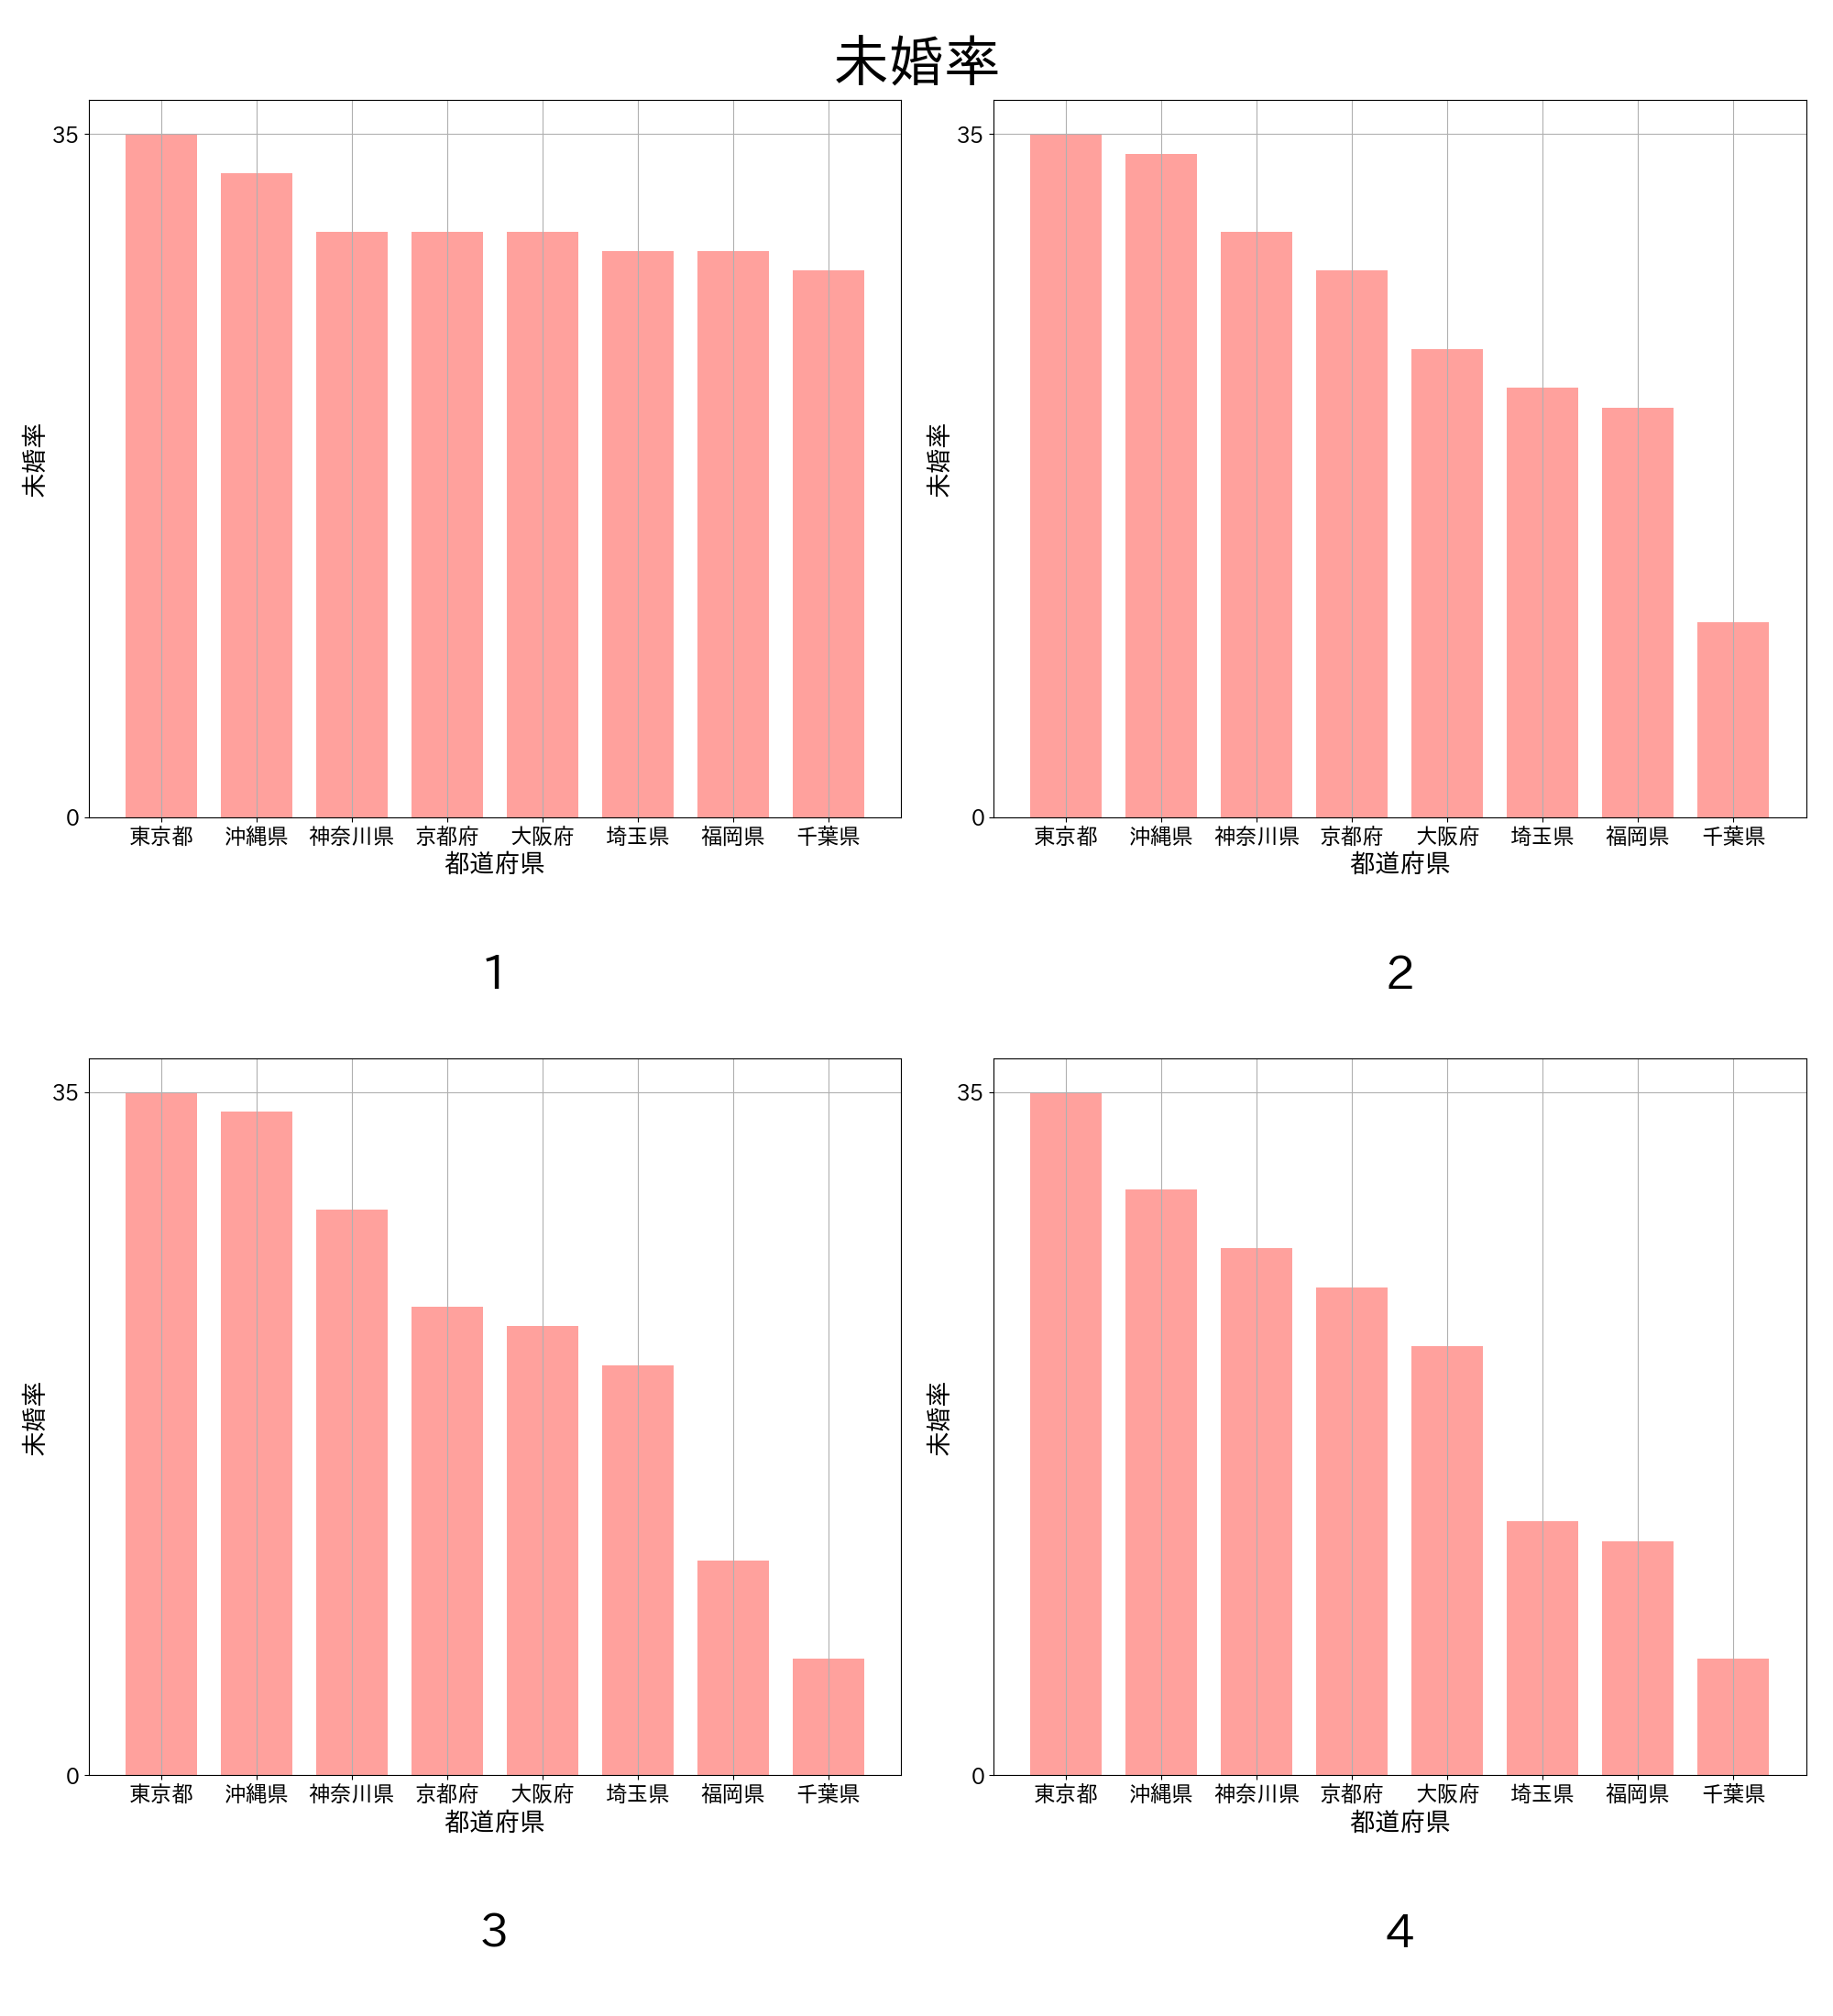 未婚率
35
0
未婚率
東京都 沖縄県 神奈川県 京都府 大阪府 埼玉県 福岡県 千葉県
都道府県
1
35
0
未婚率
東京都 沖縄県 神奈川県 京都府 大阪府 埼玉県 福岡県 千葉県
都道府県
2
35
0
未婚率
東京都 沖縄県 神奈川県 京都府 大阪府 埼玉県 福岡県 千葉県
都道府県
3
35
0
未婚率
東京都 沖縄県 神奈川県 京都府 大阪府 埼玉県 福岡県 千葉県
都道府県
4